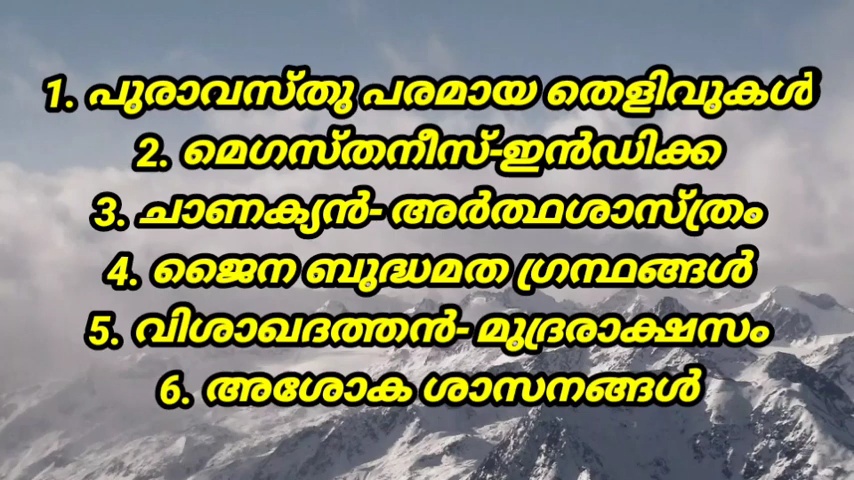 1. പുരാവസ്തു പരമായ തെളിവുകൾ
2. മെഗസ്തനീസ്-ഇൻഡിക്ക
3. ചാണക്യൻ- അർത്ഥശാസ്ത്രം
4. ജൈന ബുദ്ധമത ഗ്രന്ഥങ്ങൾ
5. വിശാഖദത്തൻ- മുദ്രരാക്ഷസം
6. അശോക ശാസനങ്ങൾ